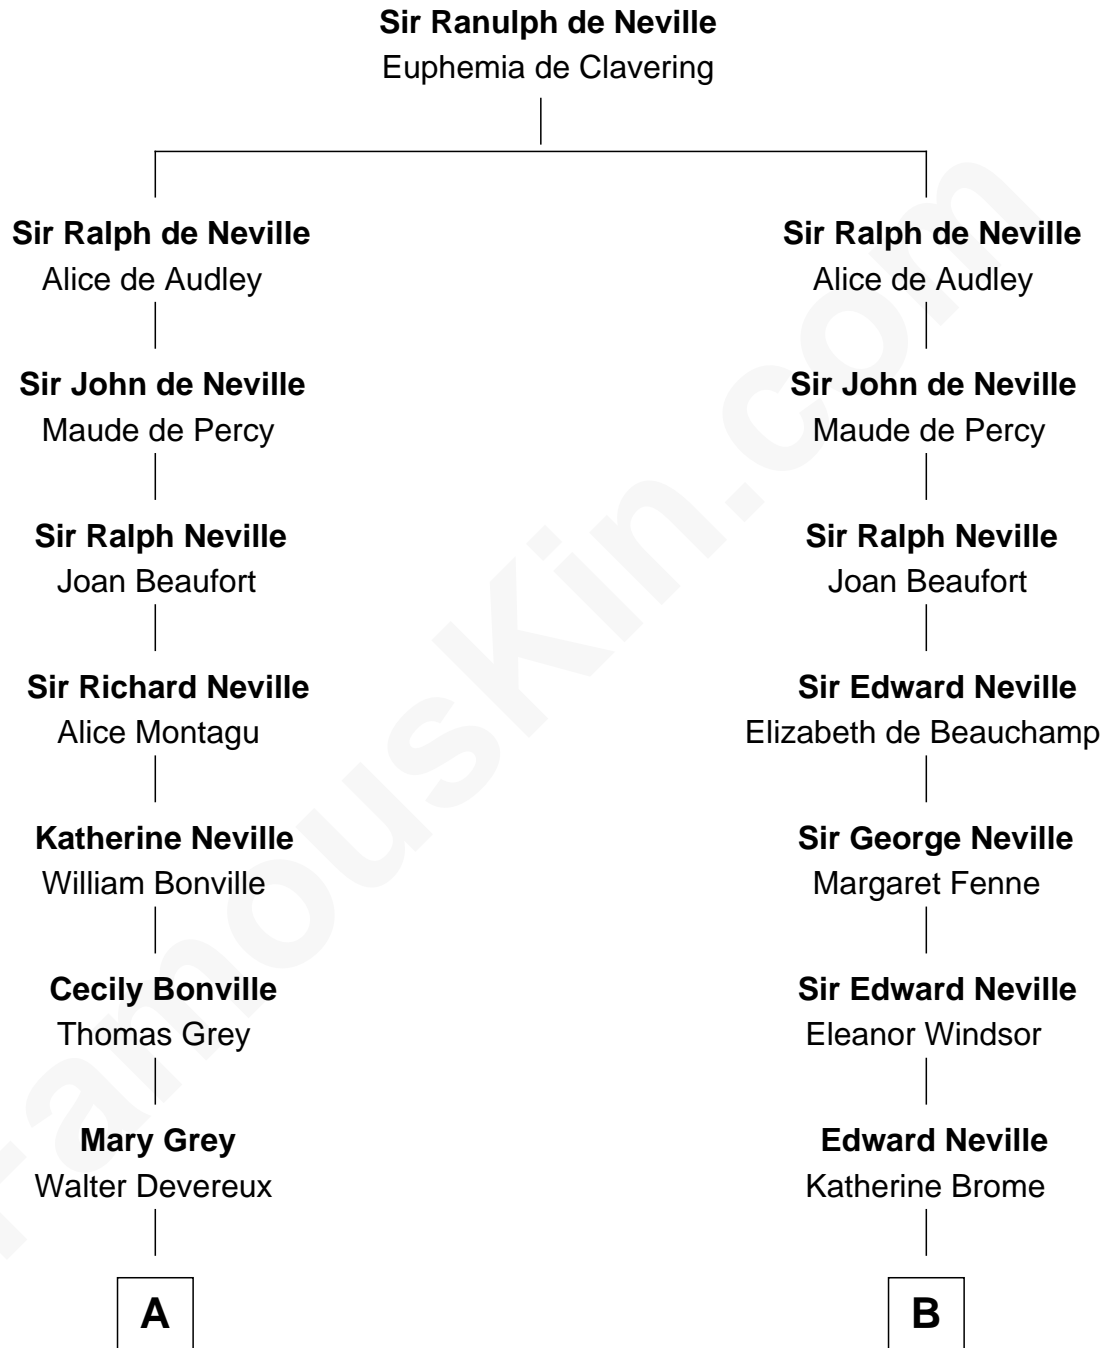 Sir Ranulph de Neville
Euphemia de Clavering
Sir Ralph de Neville
Alice de Audley
Sir John de Neville
Maude de Percy
Sir Ralph Neville
Joan Beaufort
Sir Richard Neville
Alice Montagu
Katherine Neville
William Bonville
Cecily Bonville
Thomas Grey
Mary Grey
Walter Devereux
A
Sir Ralph de Neville
Alice de Audley
Sir John de Neville
Maude de Percy
Sir Ralph Neville
Joan Beaufort
Sir Edward Neville
Elizabeth de Beauchamp
Sir George Neville
Margaret Fenne
Sir Edward Neville
Eleanor Windsor
Edward Neville
Katherine Brome
B
FamousKin.com